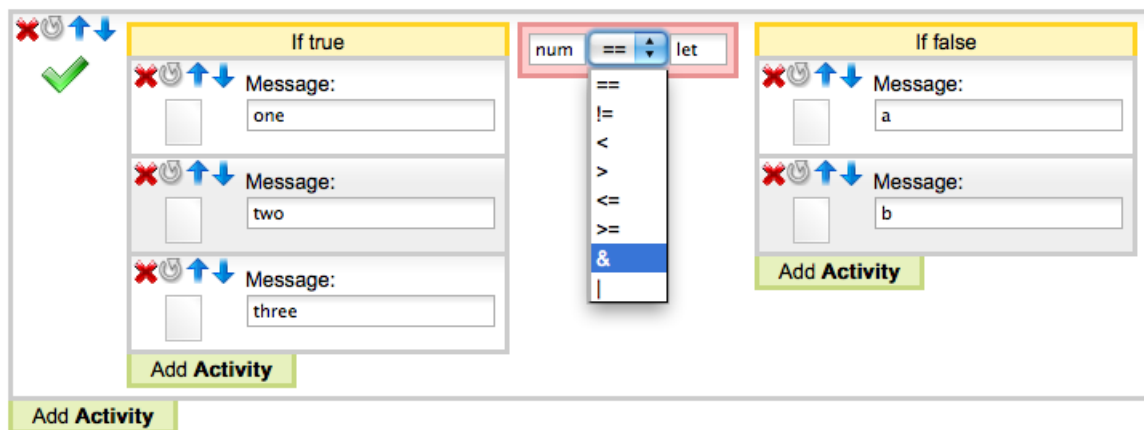 If true
Message:
one
Message:
two
Message:
three
Add Activity
num == let
==
!=
<
>
<=
>=
&
|
If false
Message:
a
Message:
b
Add Activity
Add Activity